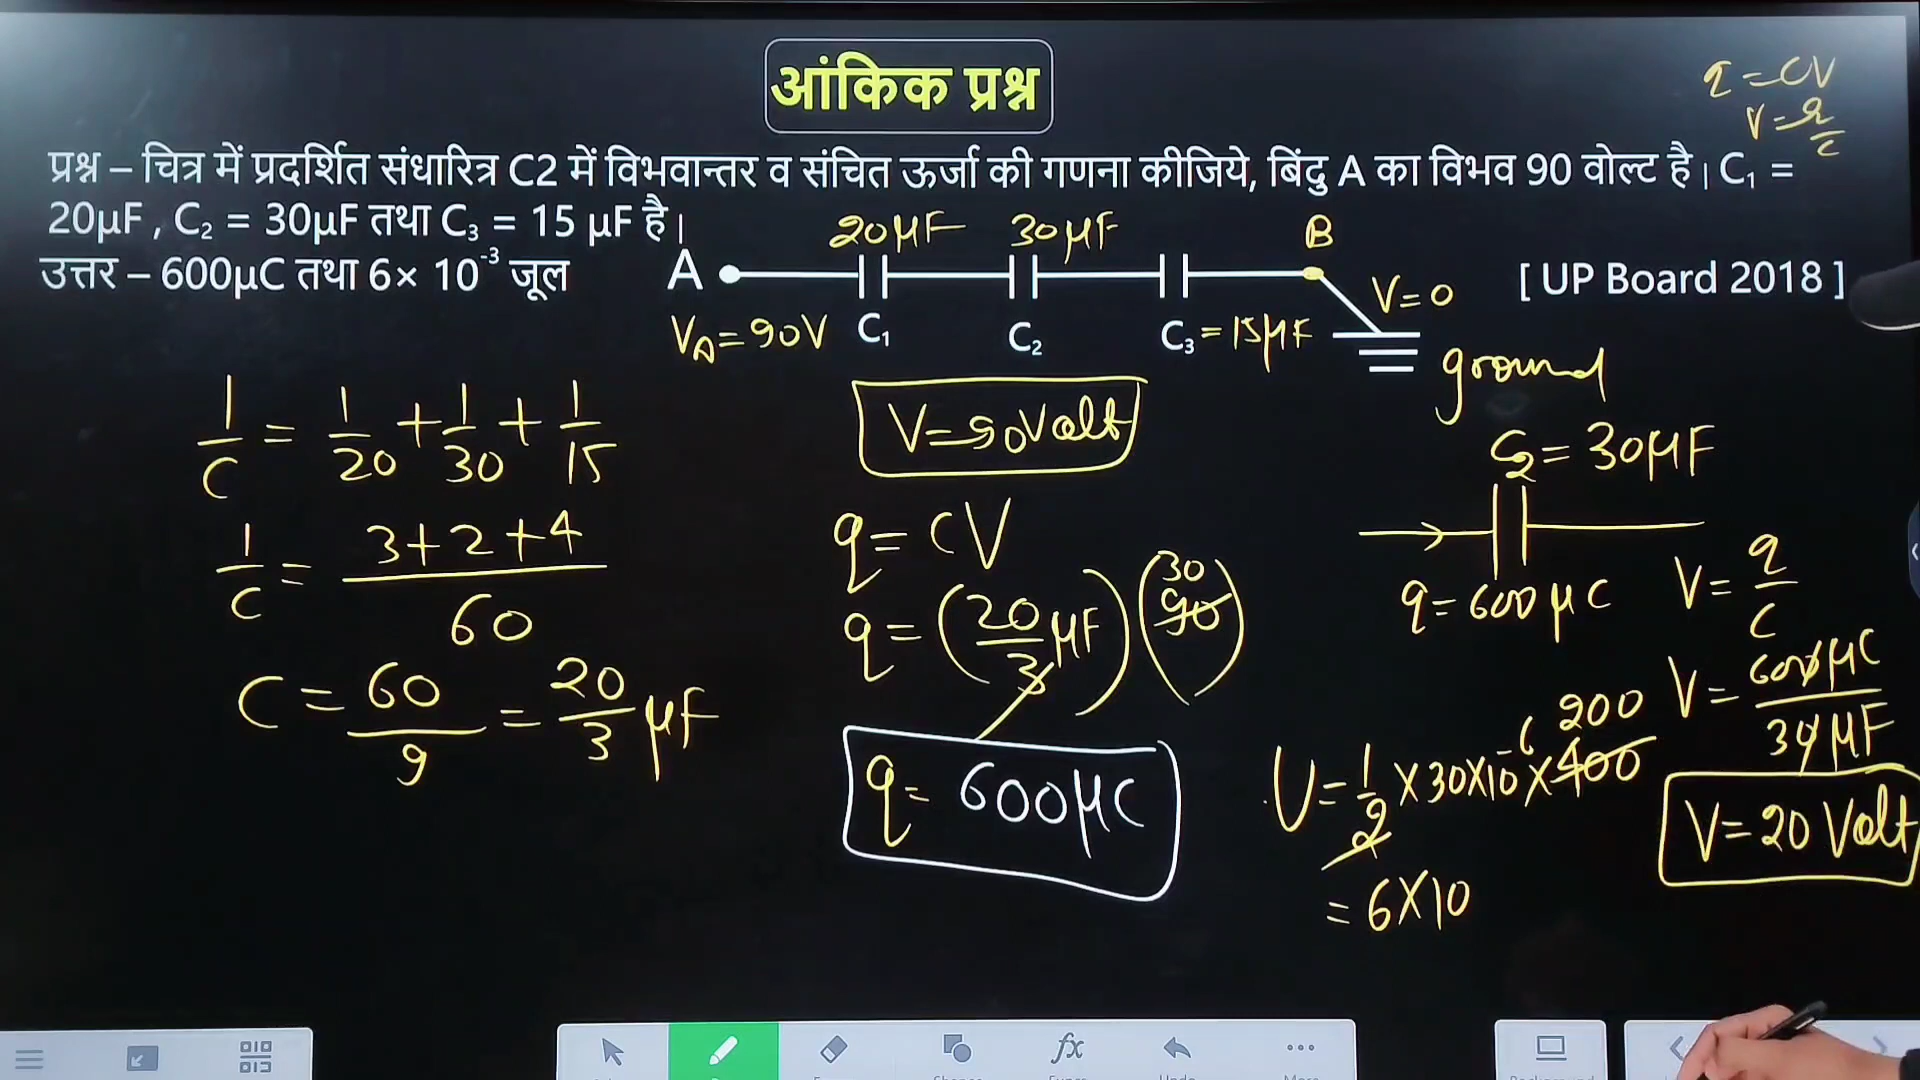 आंकिक प्रश्न
q = CV
V = q/C
प्रश्न – चित्र में प्रदर्शित संधारित्र C2 में विभवान्तर व संचित ऊर्जा की गणना कीजिये, बिंदु A का विभव 90 वोल्ट है। C₁ =
20μF , C₂ = 30μF तथा C₃ = 15 μF है।
उत्तर – 600μC तथा 6× 10⁻³ जूल
[ UP Board 2018 ]
20μF 30μF B
A
V=0
V_A=90V C₁ C₂ C₃ =15μF
ground
1/C = 1/20 + 1/30 + 1/15
1/C = 3+2+4/60
C = 60/9 = 20/3 μF
V=90Volt
q = CV
q = (20/3 μF) (90) 30
q = 600μC
C₂ = 30μF
q = 600μC
V = q/C
V = 600μC/30μF
V=20 Volt
U = 1/2 ×30×10⁻⁶×400 200
= 6×10